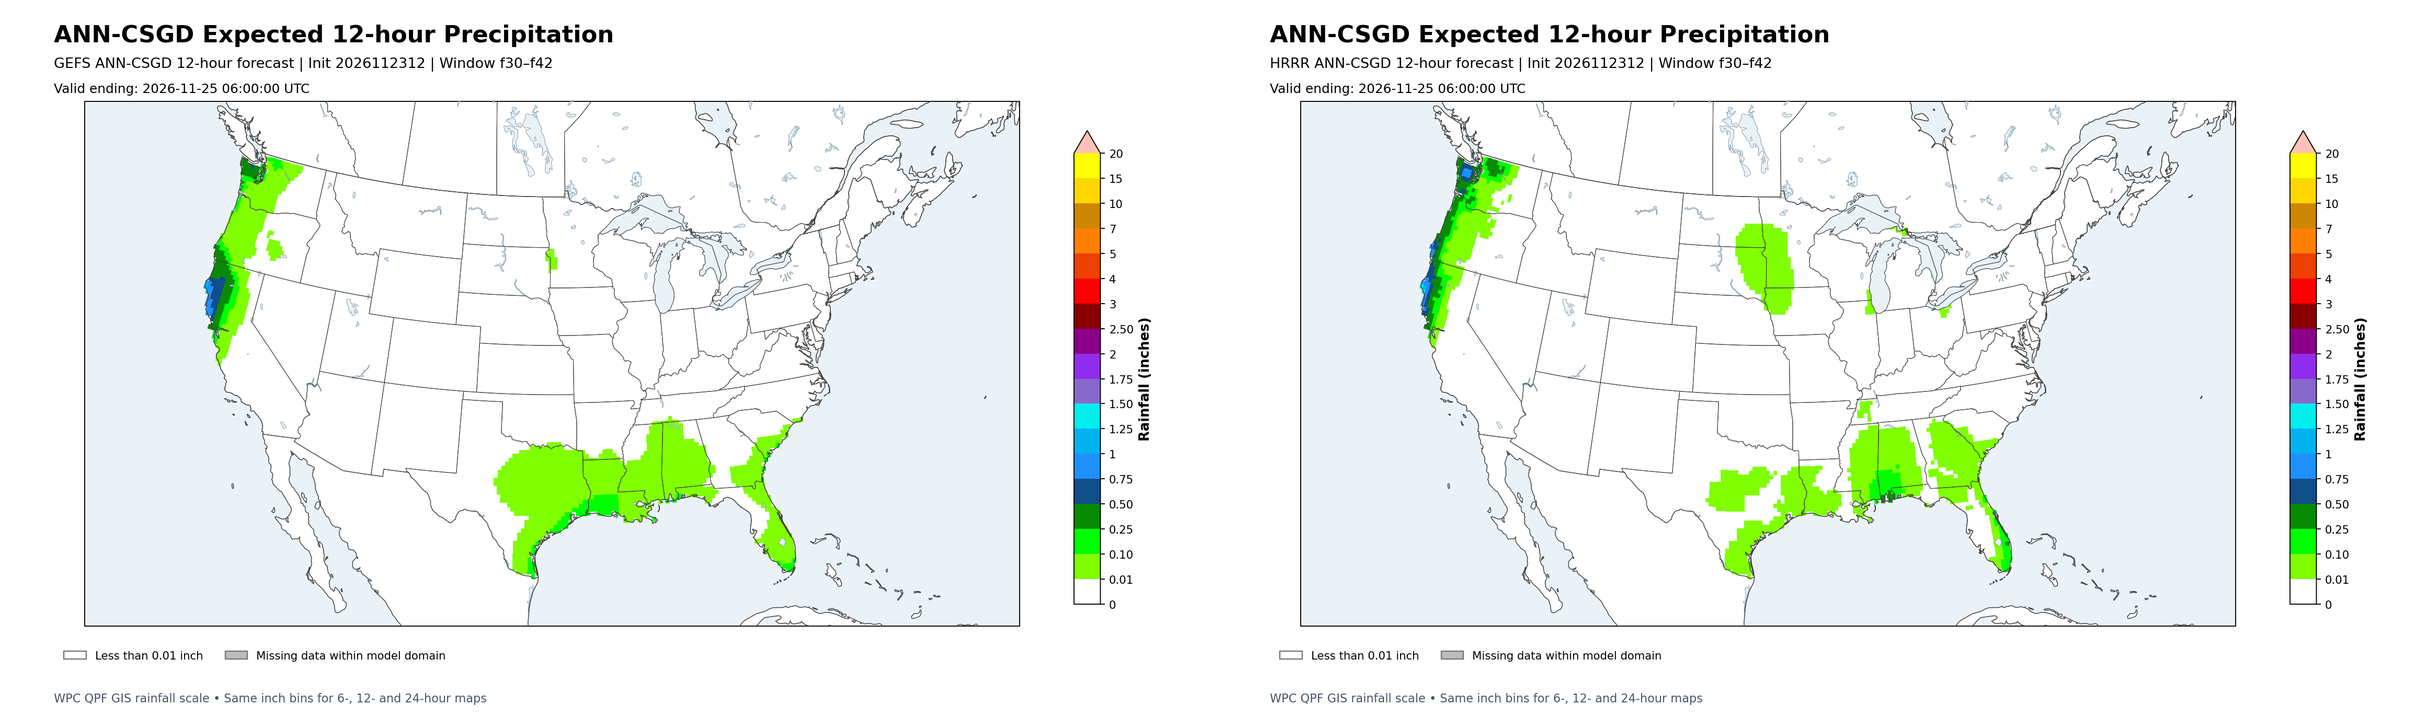 ANN-CSGD Expected 12-hour Precipitation
GEFS ANN-CSGD 12-hour forecast | Init 2026112312 | Window f30–f42
Valid ending: 2026-11-25 06:00:00 UTC
20
15
10
7
5
4
3
2.50
2
1.75
1.50
1.25
1
0.75
0.50
0.25
0.10
0.01
0
Rainfall (inches)
Less than 0.01 inch
Missing data within model domain
WPC QPF GIS rainfall scale • Same inch bins for 6-, 12- and 24-hour maps
ANN-CSGD Expected 12-hour Precipitation
HRRR ANN-CSGD 12-hour forecast | Init 2026112312 | Window f30–f42
Valid ending: 2026-11-25 06:00:00 UTC
20
15
10
7
5
4
3
2.50
2
1.75
1.50
1.25
1
0.75
0.50
0.25
0.10
0.01
0
Rainfall (inches)
Less than 0.01 inch
Missing data within model domain
WPC QPF GIS rainfall scale • Same inch bins for 6-, 12- and 24-hour maps